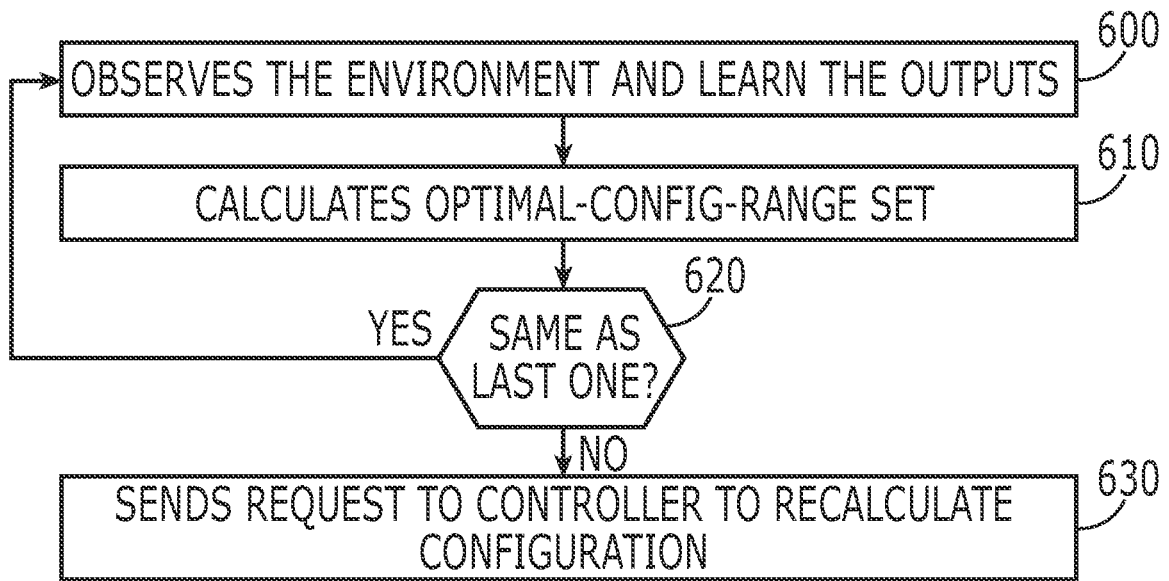 600
OBSERVES THE ENVIRONMENT AND LEARN THE OUTPUTS
610
CALCULATES OPTIMAL-CONFIG-RANGE SET
620
YES
SAME AS
LAST ONE?
NO
630
SENDS REQUEST TO CONTROLLER TO RECALCULATE
CONFIGURATION